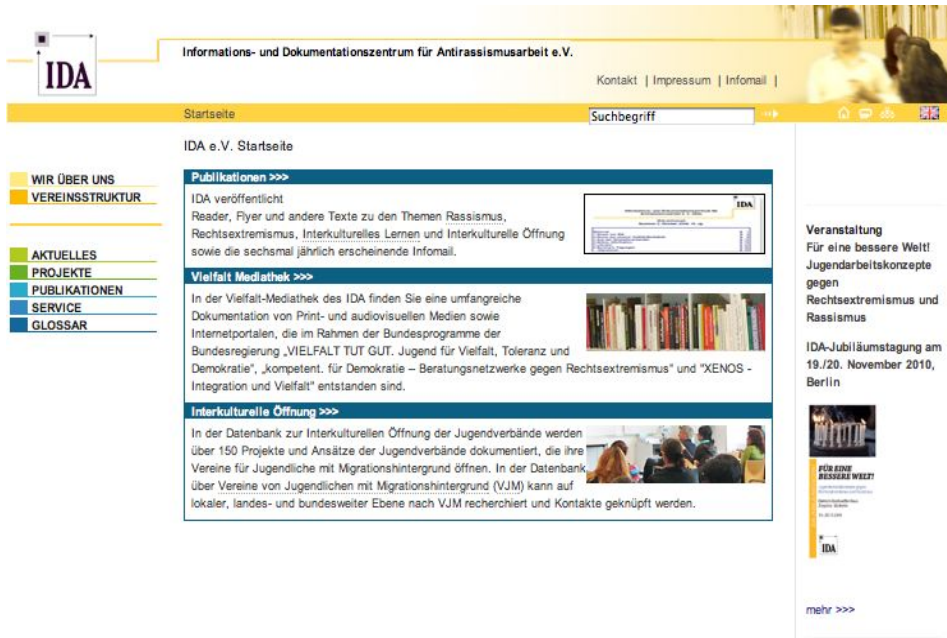 IDA
Informations- und Dokumentationszentrum für Antirassismusarbeit e.V.
Kontakt | Impressum | Infomail |
Startseite
Suchbegriff
IDA e.V. Startseite
WIR ÜBER UNS
VEREINSSTRUKTUR
AKTUELLES
PROJEKTE
PUBLIKATIONEN
SERVICE
GLOSSAR
Publikationen >>>
IDA veröffentlicht
Reader, Flyer und andere Texte zu den Themen Rassismus,
Rechtsextremismus, Interkulturelles Lernen und Interkulturelle Öffnung
sowie die sechsmal jährlich erscheinende Infomail.
IDA
Vielfalt Mediathek >>>
In der Vielfalt-Mediathek des IDA finden Sie eine umfangreiche
Dokumentation von Print- und audiovisuellen Medien sowie
Internetportalen, die im Rahmen der Bundesprogramme der
Bundesregierung „VIELFALT TUT GUT. Jugend für Vielfalt, Toleranz und
Demokratie", „kompetent. für Demokratie – Beratungsnetzwerke gegen Rechtsextremismus" und "XENOS -
Integration und Vielfalt" entstanden sind.
Interkulturelle Öffnung >>>
In der Datenbank zur Interkulturellen Öffnung der Jugendverbände werden
über 150 Projekte und Ansätze der Jugendverbände dokumentiert, die ihre
Vereine für Jugendliche mit Migrationshintergrund öffnen. In der Datenbank
über Vereine von Jugendlichen mit Migrationshintergrund (VJM) kann auf
lokaler, landes- und bundesweiter Ebene nach VJM recherchiert und Kontakte geknüpft werden.
Veranstaltung
Für eine bessere Welt!
Jugendarbeitskonzepte
gegen
Rechtsextremismus und
Rassismus
IDA-Jubiläumstagung am
19./20. November 2010,
Berlin
FÜR EINE
BESSERE WELT!
IDA
mehr >>>